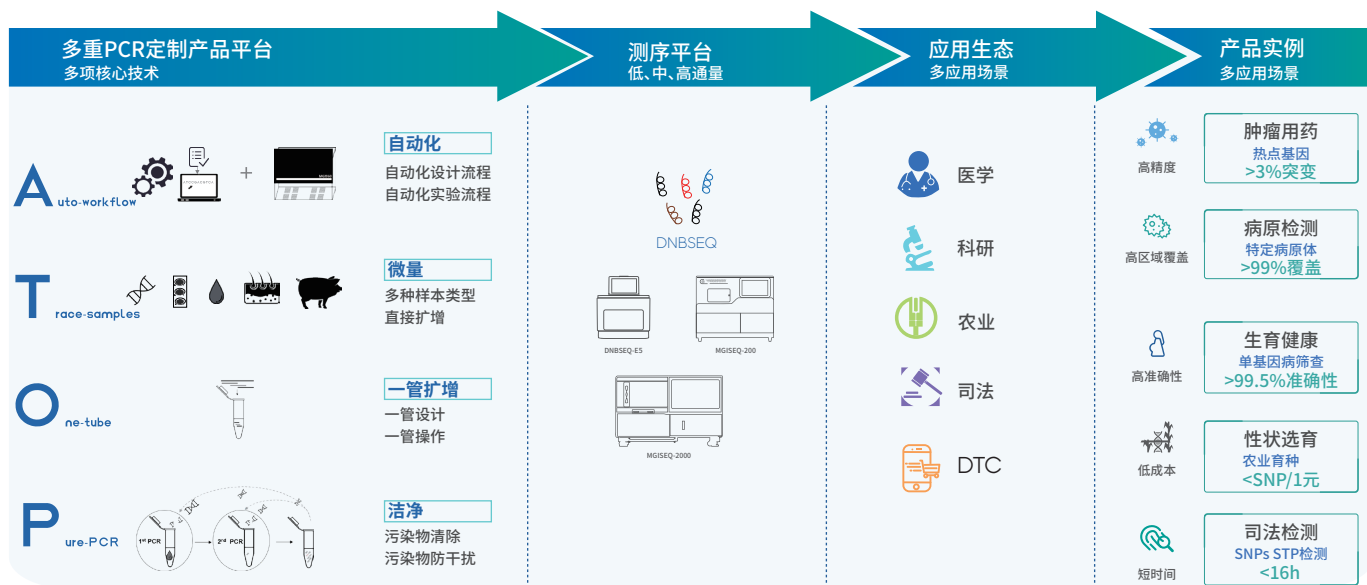 多重PCR定制产品平台
多项核心技术
测序平台
低、中、高通量
应用生态
多应用场景
产品实例
多应用场景
Auto-workflow
+
自动化
自动化设计流程
自动化实验流程
Trace-samples
微量
多种样本类型
直接扩增
One-tube
一管扩增
一管设计
一管操作
Pure-PCR
1st PCR
2nd PCR
洁净
污染物清除
污染物防干扰
DNBSEQ
DNBSEQ-E5
MGISEQ-200
MGISEQ-2000
医学
科研
农业
司法
DTC
高精度
肿瘤用药
热点基因
>3%突变
高区域覆盖
病原检测
特定病原体
>99%覆盖
高准确性
生育健康
单基因病筛查
>99.5%准确性
低成本
性状选育
农业育种
<SNP/1元
短时间
司法检测
SNPs STP检测
<16h